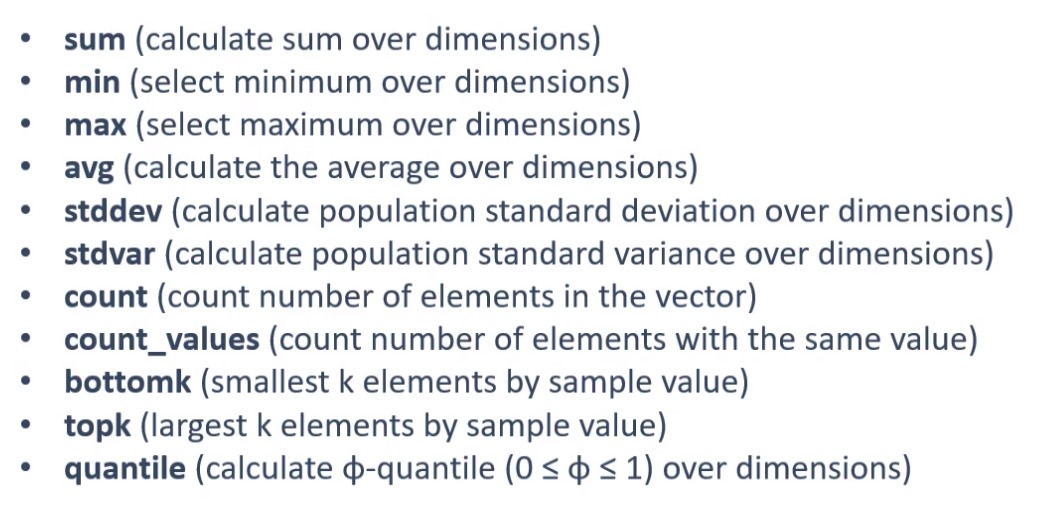 • sum (calculate sum over dimensions)
• min (select minimum over dimensions)
• max (select maximum over dimensions)
• avg (calculate the average over dimensions)
• stddev (calculate population standard deviation over dimensions)
• stdvar (calculate population standard variance over dimensions)
• count (count number of elements in the vector)
• count_values (count number of elements with the same value)
• bottomk (smallest k elements by sample value)
• topk (largest k elements by sample value)
• quantile (calculate ϕ-quantile (0 ≤ ϕ ≤ 1) over dimensions)